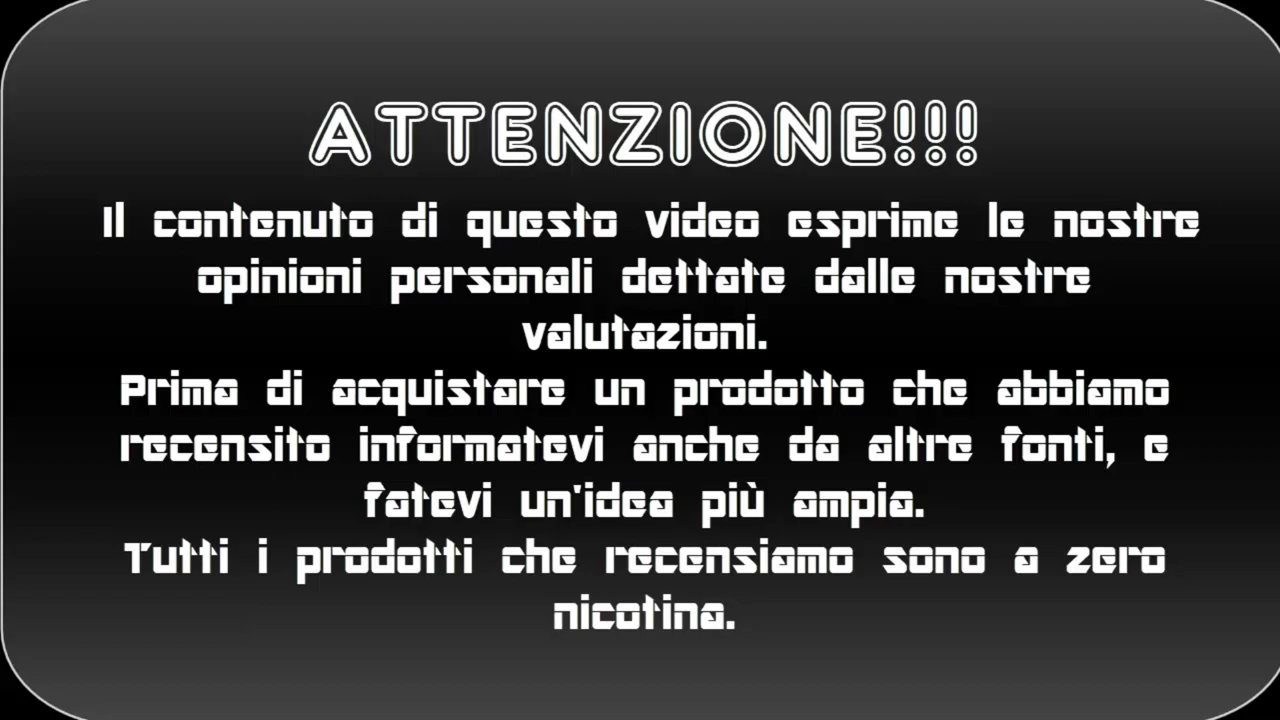 ATTENZIONE!!!
Il contenuto di questo video esprime le nostre
opinioni personali dettate dalle nostre
valutazioni.
Prima di acquistare un prodotto che abbiamo
recensito informatevi anche da altre fonti, e
fatevi un'idea più ampia.
Tutti i prodotti che recensiamo sono a zero
nicotina.